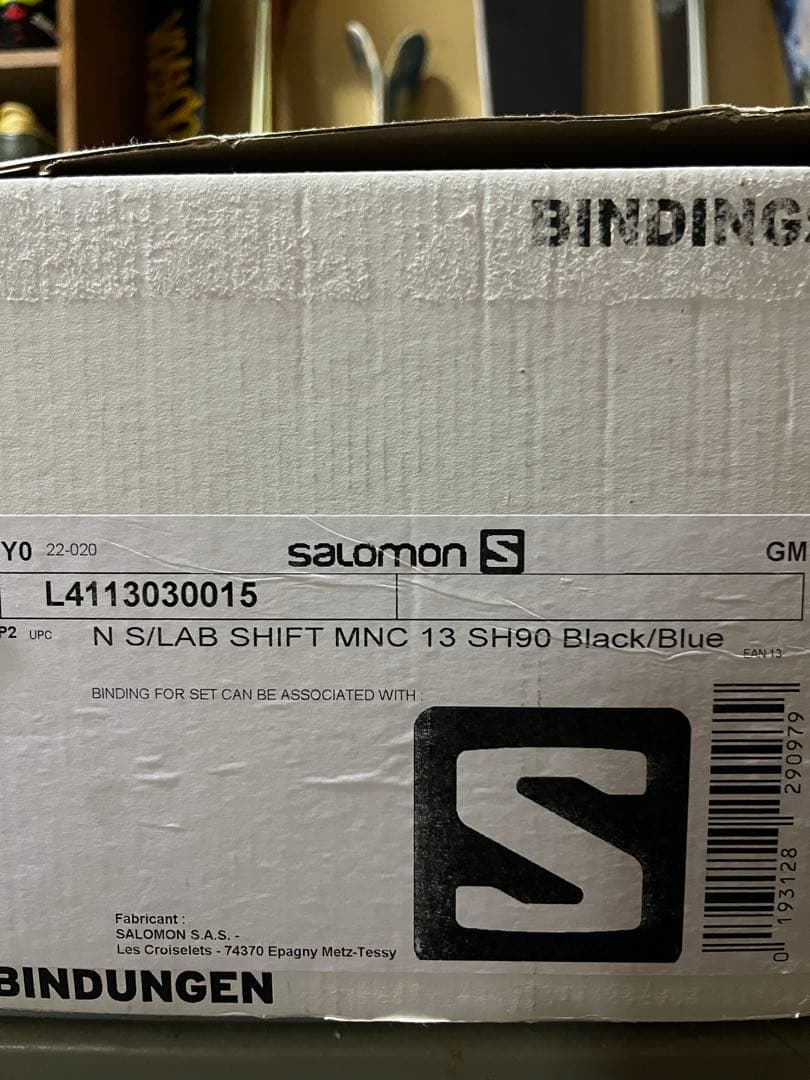 BINDING
Y0 22-020 salomon S GM
L4113030015
P2 UPC N S/LAB SHIFT MNC 13 SH90 Black/Blue
EAN 13
BINDING FOR SET CAN BE ASSOCIATED WITH :
S
0 193128 290979
Fabricant :
SALOMON S.A.S. -
Les Croiselets - 74370 Epagny Metz-Tessy
BINDUNGEN